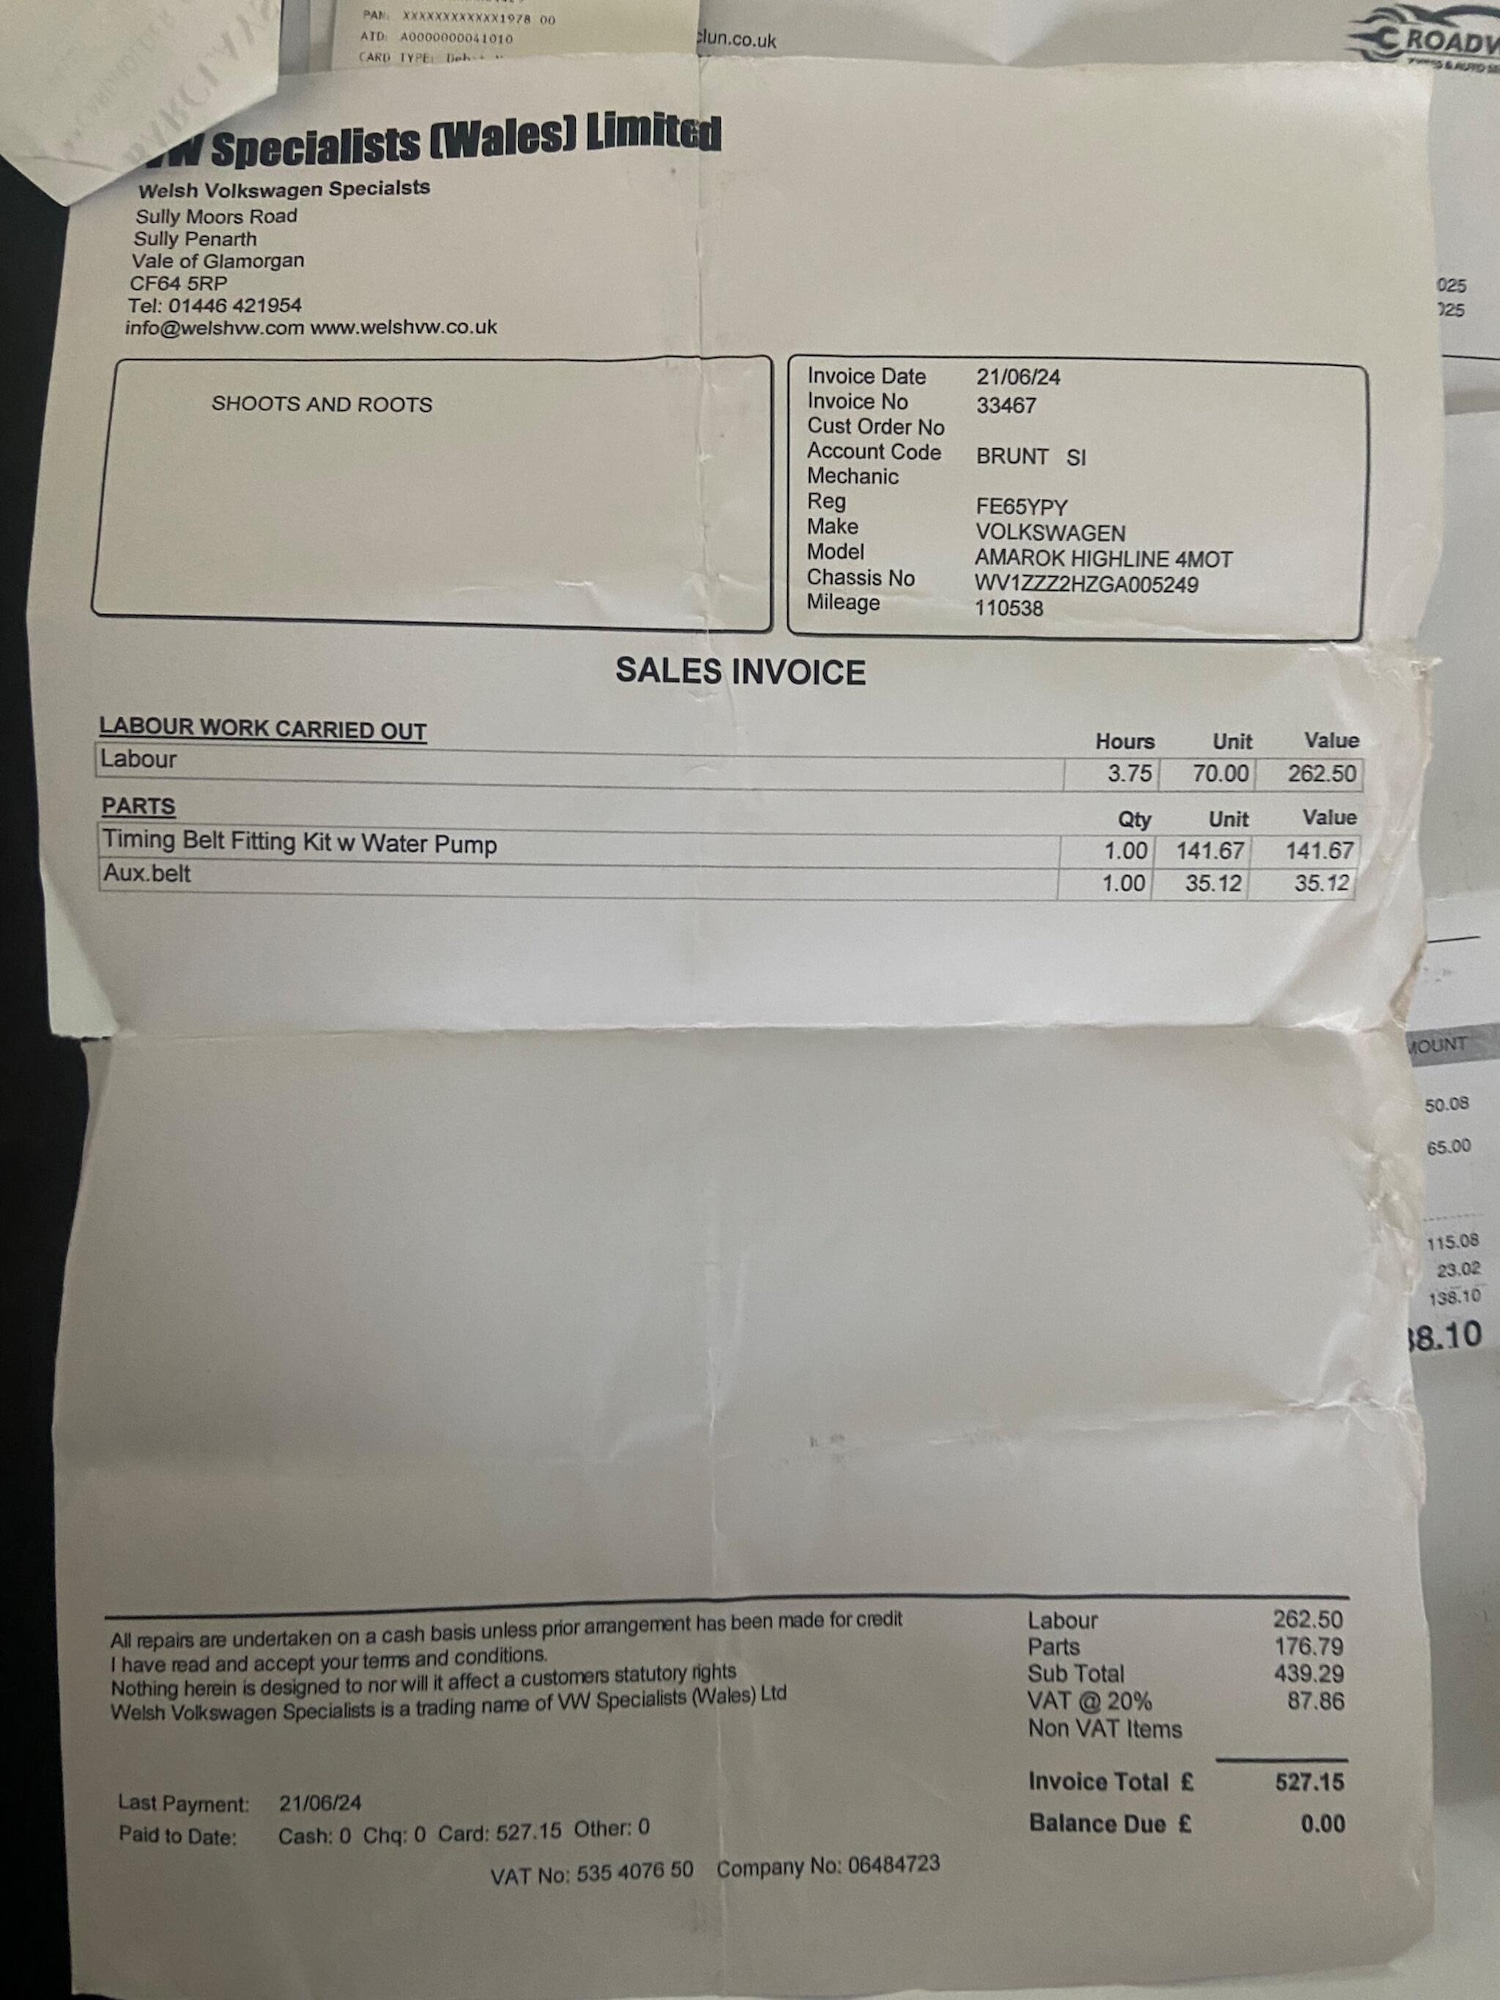 PAN: XXXXXXXXXXXX1978 00
AID: A0000000041010
CARD TYPE:
clun.co.uk
ROADW
VW Specialists (Wales) Limited
Welsh Volkswagen Specialsts
Sully Moors Road
Sully Penarth
Vale of Glamorgan
CF64 5RP
Tel: 01446 421954
info@welshvw.com www.welshvw.co.uk
025
025
SHOOTS AND ROOTS
Invoice Date 21/06/24
Invoice No 33467
Cust Order No
Account Code BRUNT SI
Mechanic
Reg FE65YPY
Make VOLKSWAGEN
Model AMAROK HIGHLINE 4MOT
Chassis No WV1ZZZ2HZGA005249
Mileage 110538
SALES INVOICE
LABOUR WORK CARRIED OUT Hours Unit Value
Labour 3.75 70.00 262.50
PARTS Qty Unit Value
Timing Belt Fitting Kit w Water Pump 1.00 141.67 141.67
Aux.belt 1.00 35.12 35.12
MOUNT
50.08
65.00
115.08
23.02
138.10
38.10
All repairs are undertaken on a cash basis unless prior arrangement has been made for credit
I have read and accept your terms and conditions.
Nothing herein is designed to nor will it affect a customers statutory rights
Welsh Volkswagen Specialists is a trading name of VW Specialists (Wales) Ltd
Labour 262.50
Parts 176.79
Sub Total 439.29
VAT @ 20% 87.86
Non VAT Items
Invoice Total £ 527.15
Balance Due £ 0.00
Last Payment: 21/06/24
Paid to Date: Cash: 0 Chq: 0 Card: 527.15 Other: 0
VAT No: 535 4076 50 Company No: 06484723